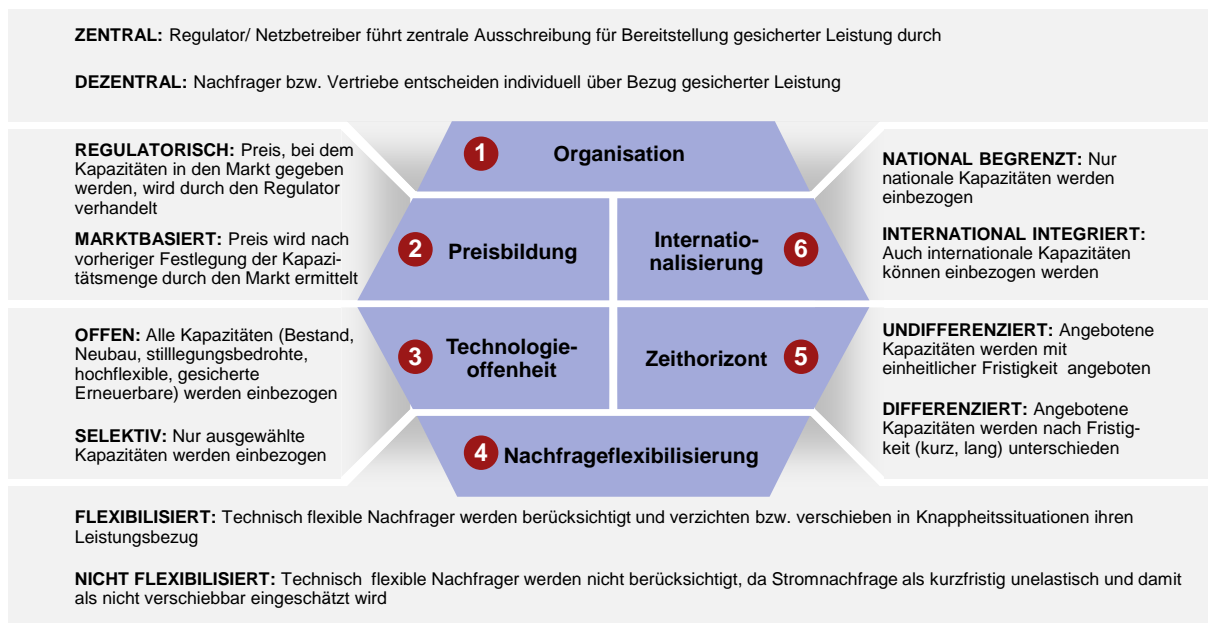 ZENTRAL: Regulator/ Netzbetreiber führt zentrale Ausschreibung für Bereitstellung gesicherter Leistung durch
DEZENTRAL: Nachfrager bzw. Vertriebe entscheiden individuell über Bezug gesicherter Leistung
1 Organisation
REGULATORISCH: Preis, bei dem
Kapazitäten in den Markt gegeben
werden, wird durch den Regulator
verhandelt
MARKTBASIERT: Preis wird nach
vorheriger Festlegung der Kapazi-
tätsmenge durch den Markt ermittelt
2 Preisbildung
Internatio-
nalisierung
6
NATIONAL BEGRENZT: Nur
nationale Kapazitäten werden
einbezogen
INTERNATIONAL INTEGRIERT:
Auch internationale Kapazitäten
können einbezogen werden
OFFEN: Alle Kapazitäten (Bestand,
Neubau, stilllegungsbedrohte,
hochflexible, gesicherte
Erneuerbare) werden einbezogen
SELEKTIV: Nur ausgewählte
Kapazitäten werden einbezogen
3
Technologie-
offenheit
Zeithorizont 5
UNDIFFERENZIERT: Angebotene
Kapazitäten werden mit
einheitlicher Fristigkeit angeboten
DIFFERENZIERT: Angebotene
Kapazitäten werden nach Fristig-
keit (kurz, lang) unterschieden
4 Nachfrageflexibilisierung
FLEXIBILISIERT: Technisch flexible Nachfrager werden berücksichtigt und verzichten bzw. verschieben in Knappheitssituationen ihren
Leistungsbezug
NICHT FLEXIBILISIERT: Technisch flexible Nachfrager werden nicht berücksichtigt, da Stromnachfrage als kurzfristig unelastisch und damit
als nicht verschiebbar eingeschätzt wird